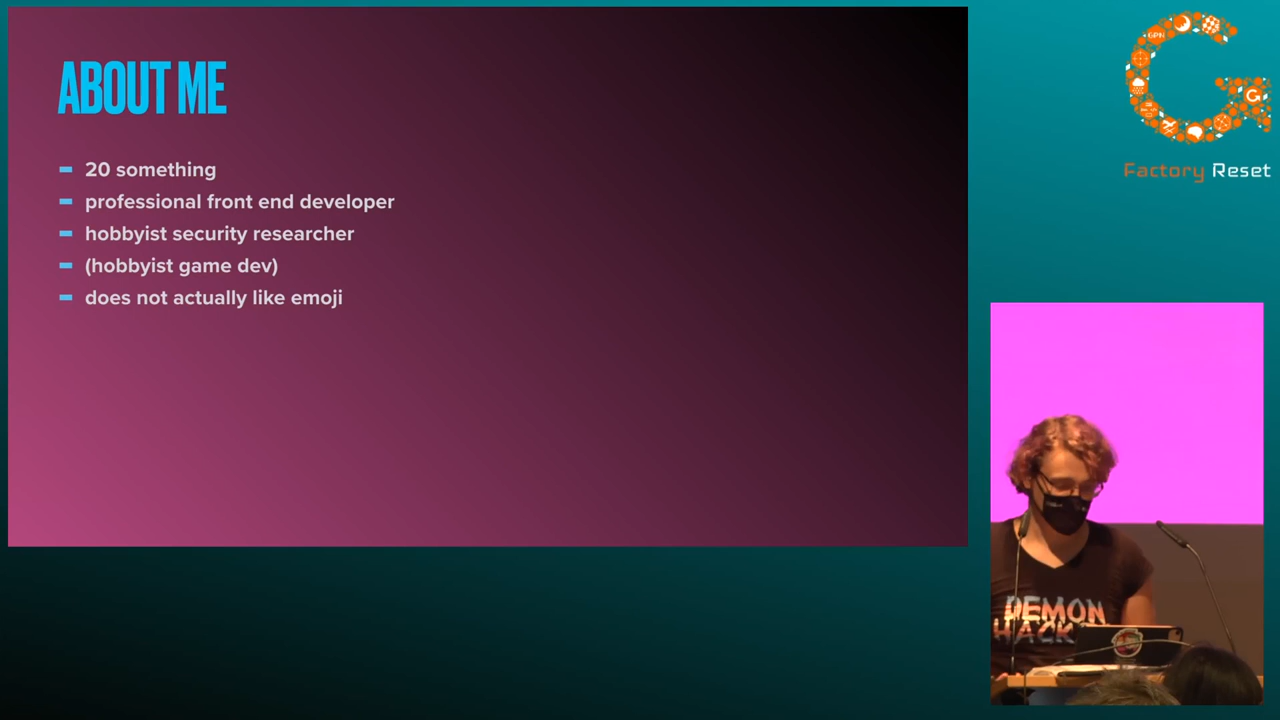 ABOUT ME
20 something
professional front end developer
hobbyist security researcher
(hobbyist game dev)
does not actually like emoji
GPN
Factory Reset
DEMON
HACK